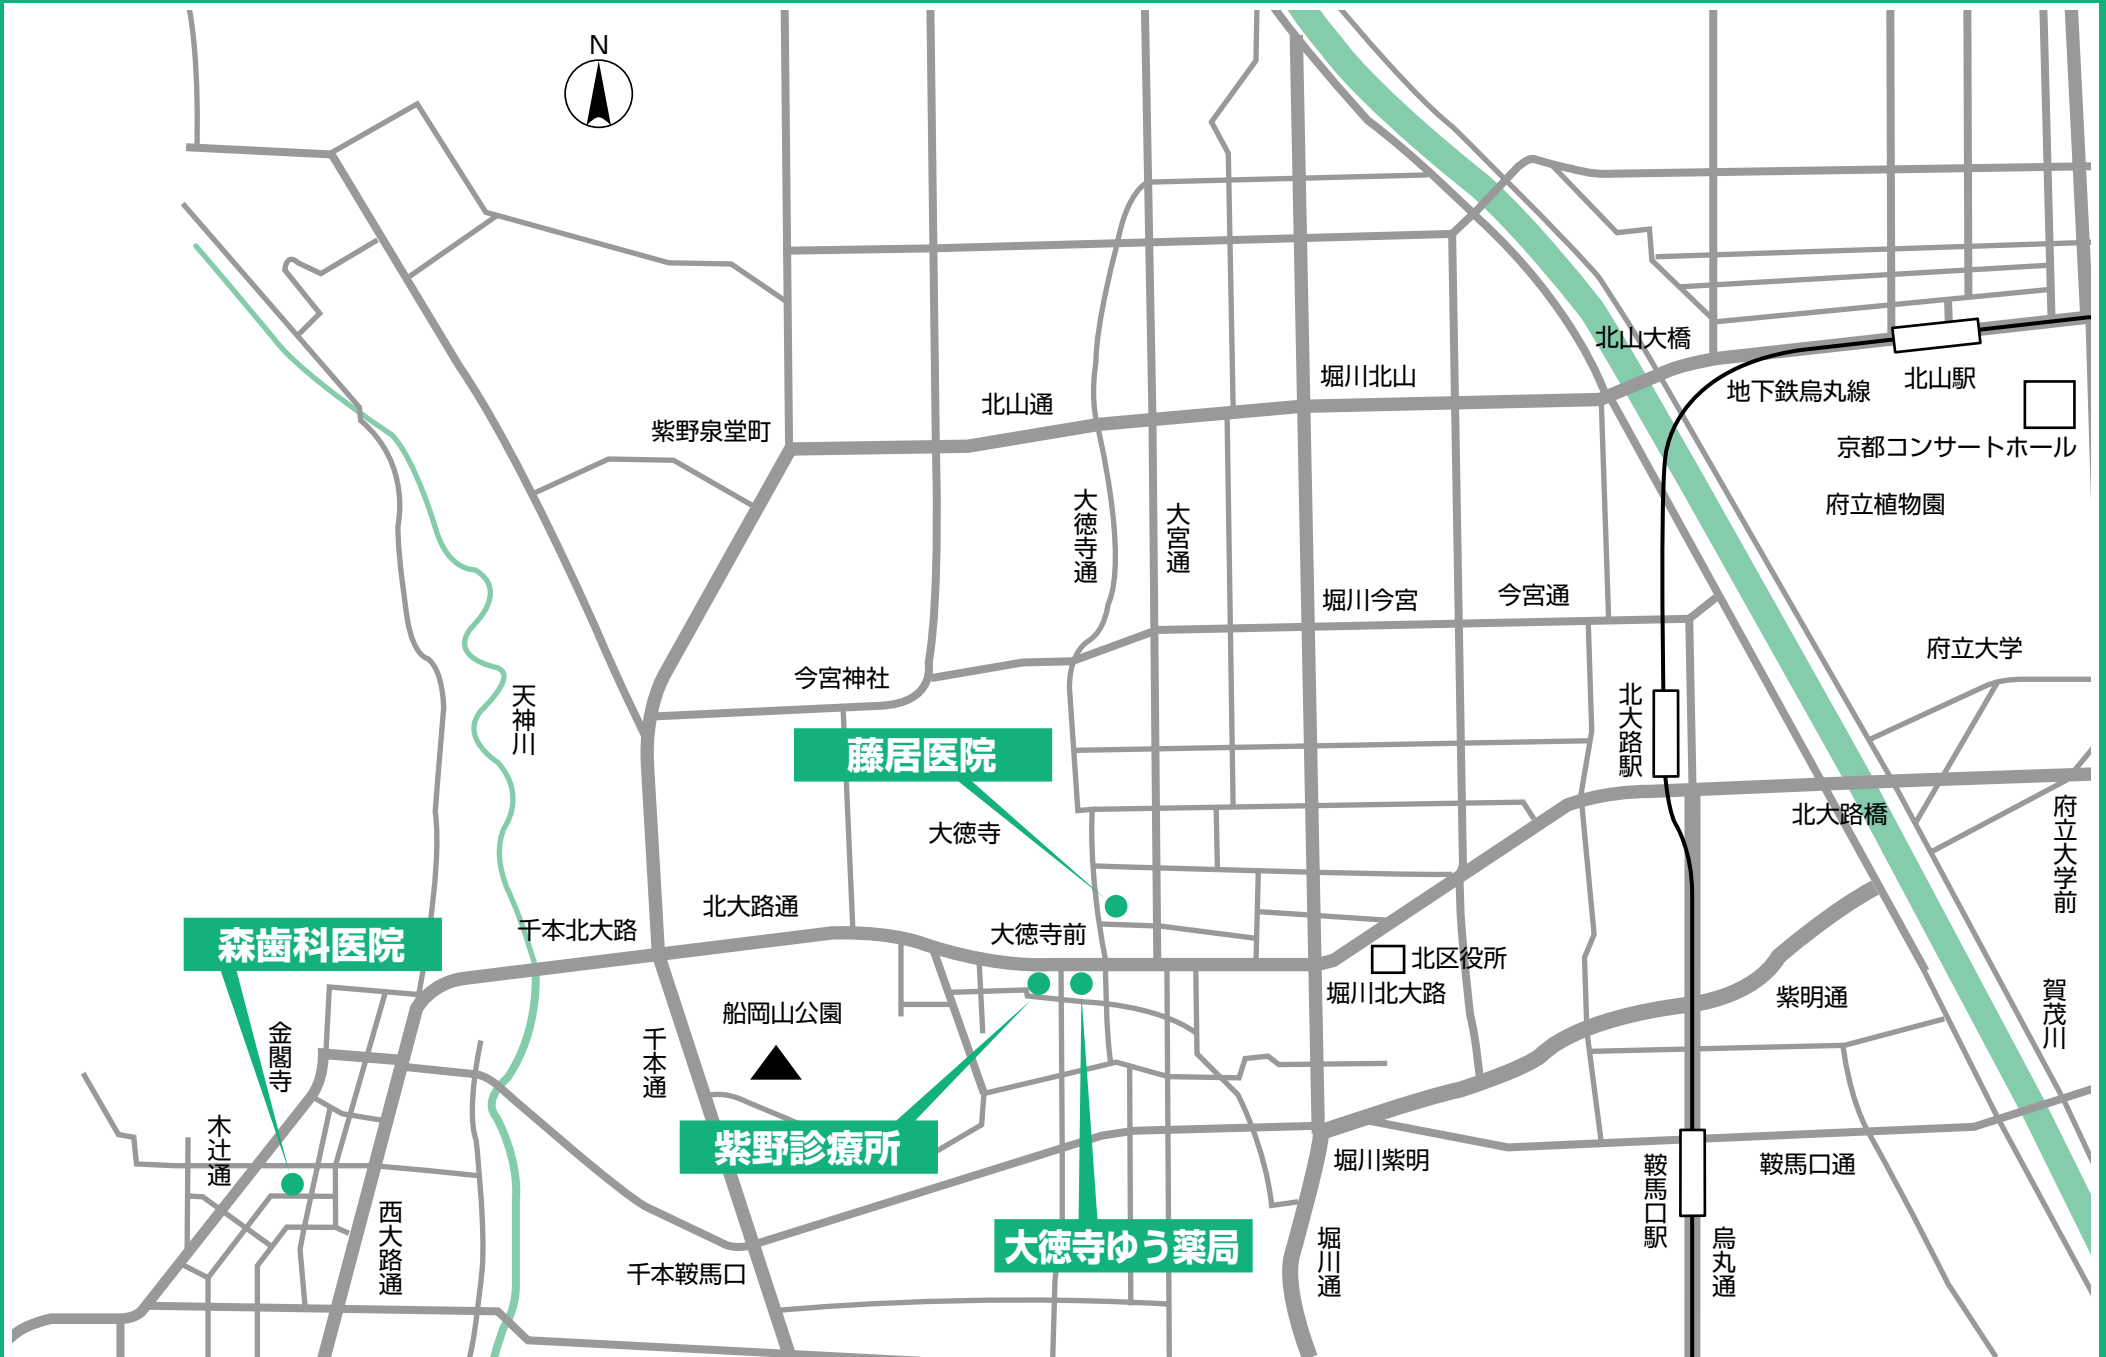 N
北山大橋
堀川北山
地下鉄烏丸線
北山駅
北山通
紫野泉堂町
京都コンサートホール
府立植物園
大徳寺通
大宮通
堀川今宮
今宮通
府立大学
今宮神社
天神川
北大路駅
藤居医院
北大路橋
府立大学前
大徳寺
北大路通
千本北大路
大徳寺前
森歯科医院
北区役所
堀川北大路
紫明通
賀茂川
船岡山公園
金閣寺
千本通
木辻通
紫野診療所
堀川紫明
鞍馬口駅
鞍馬口通
西大路通
大徳寺ゆう薬局
堀川通
烏丸通
千本鞍馬口